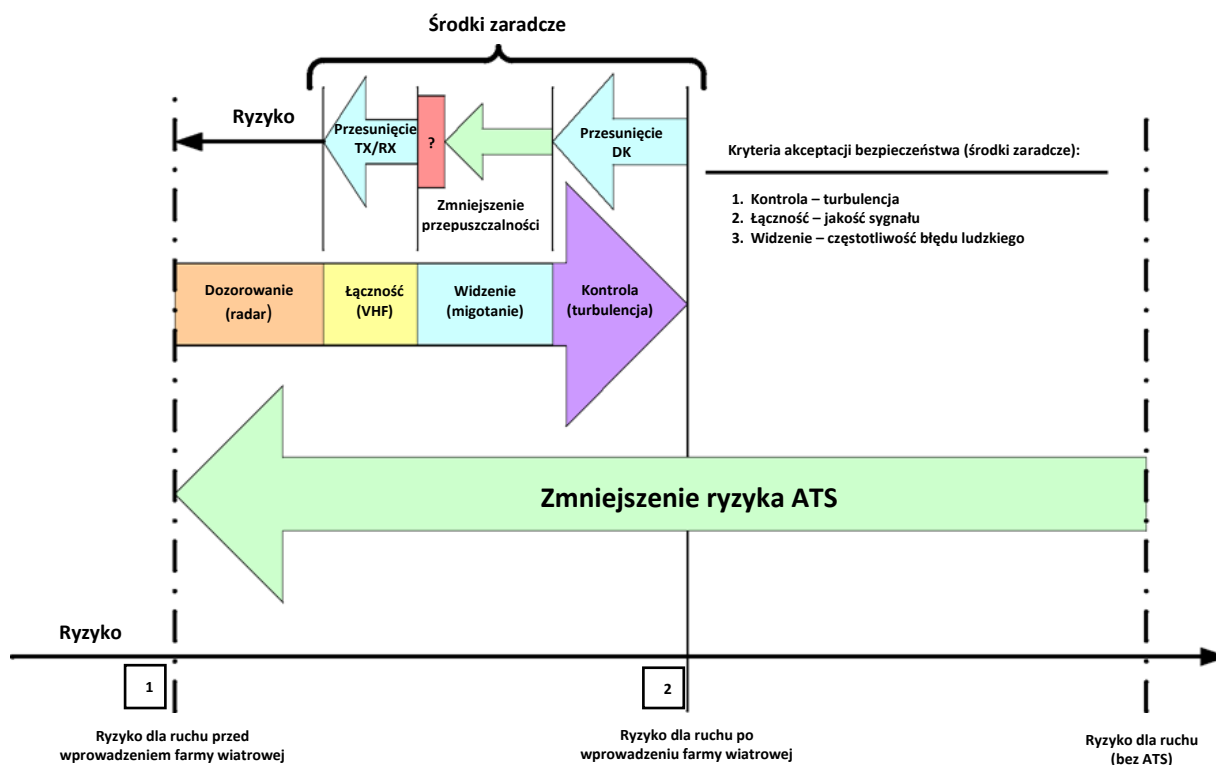 Środki zaradcze
Ryzyko
Przesunięcie
TX/RX
?
Przesunięcie
DK
Zmniejszenie
przepuszczalności
Kryteria akceptacji bezpieczeństwa (środki zaradcze):
1. Kontrola – turbulencja
2. Łączność – jakość sygnału
3. Widzenie – częstotliwość błędu ludzkiego
Dozorowanie
(radar)
Łączność
(VHF)
Widzenie
(migotanie)
Kontrola
(turbulencja)
Zmniejszenie ryzyka ATS
Ryzyko
1
2
Ryzyko dla ruchu przed
wprowadzeniem farmy wiatrowej
Ryzyko dla ruchu po
wprowadzeniu farmy wiatrowej
Ryzyko dla ruchu
(bez ATS)